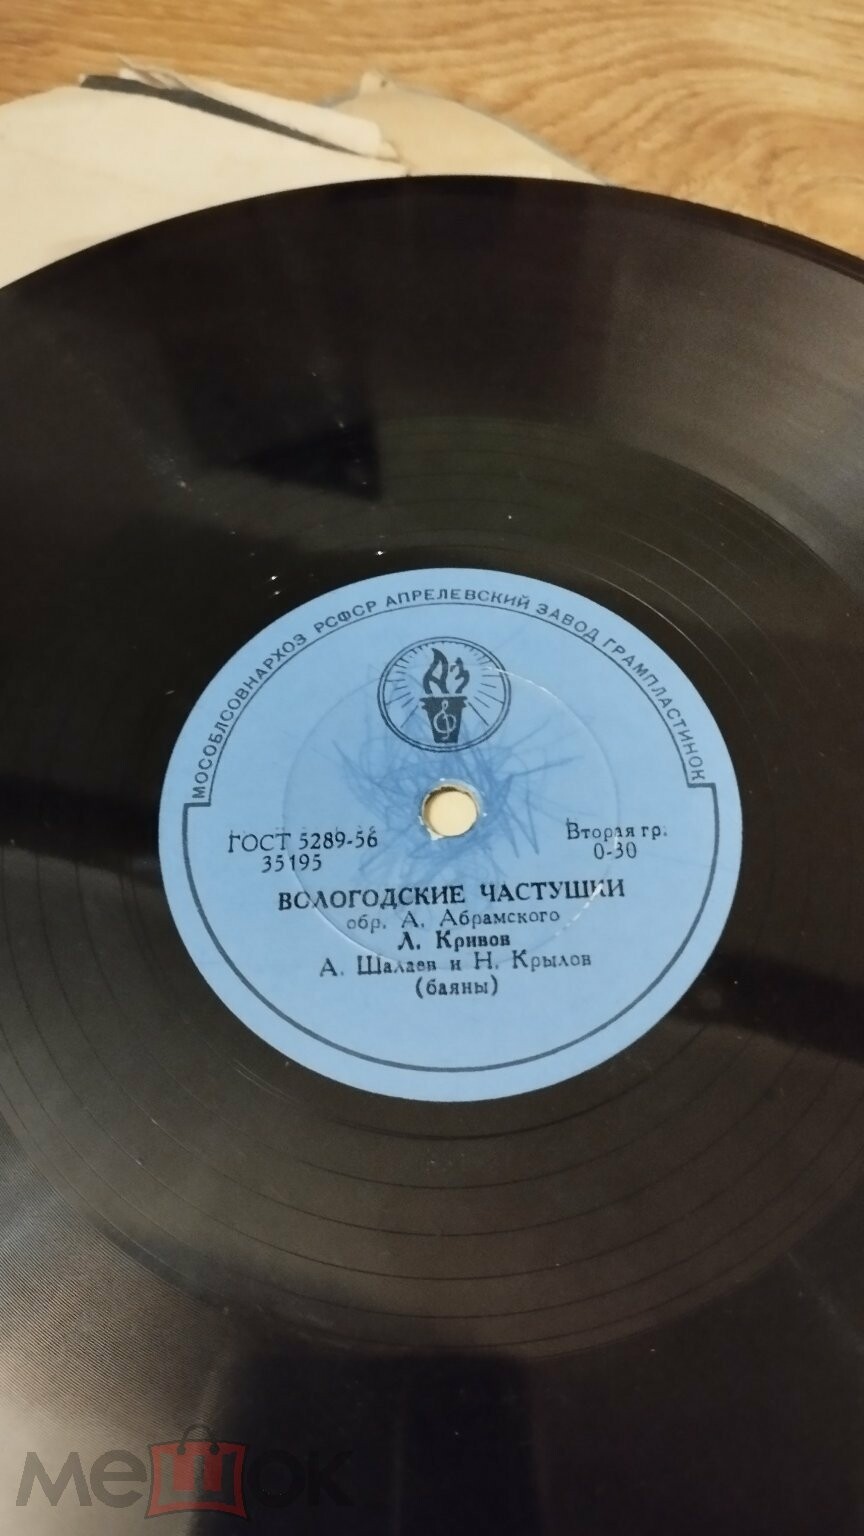 МОСОБЛСОВНАРХОЗ РСФСР АПРЕЛЕВСКИЙ ЗАВОД ГРАМПЛАСТИНОК
АЗ
ГОСТ 5289-56
35195
Вторая гр.
0-30
ВОЛОГОДСКИЕ ЧАСТУШКИ
обр. А. Абрамского
Л. Кривов
А. Шалаев и Н. Крылов
(баяны)
мешок